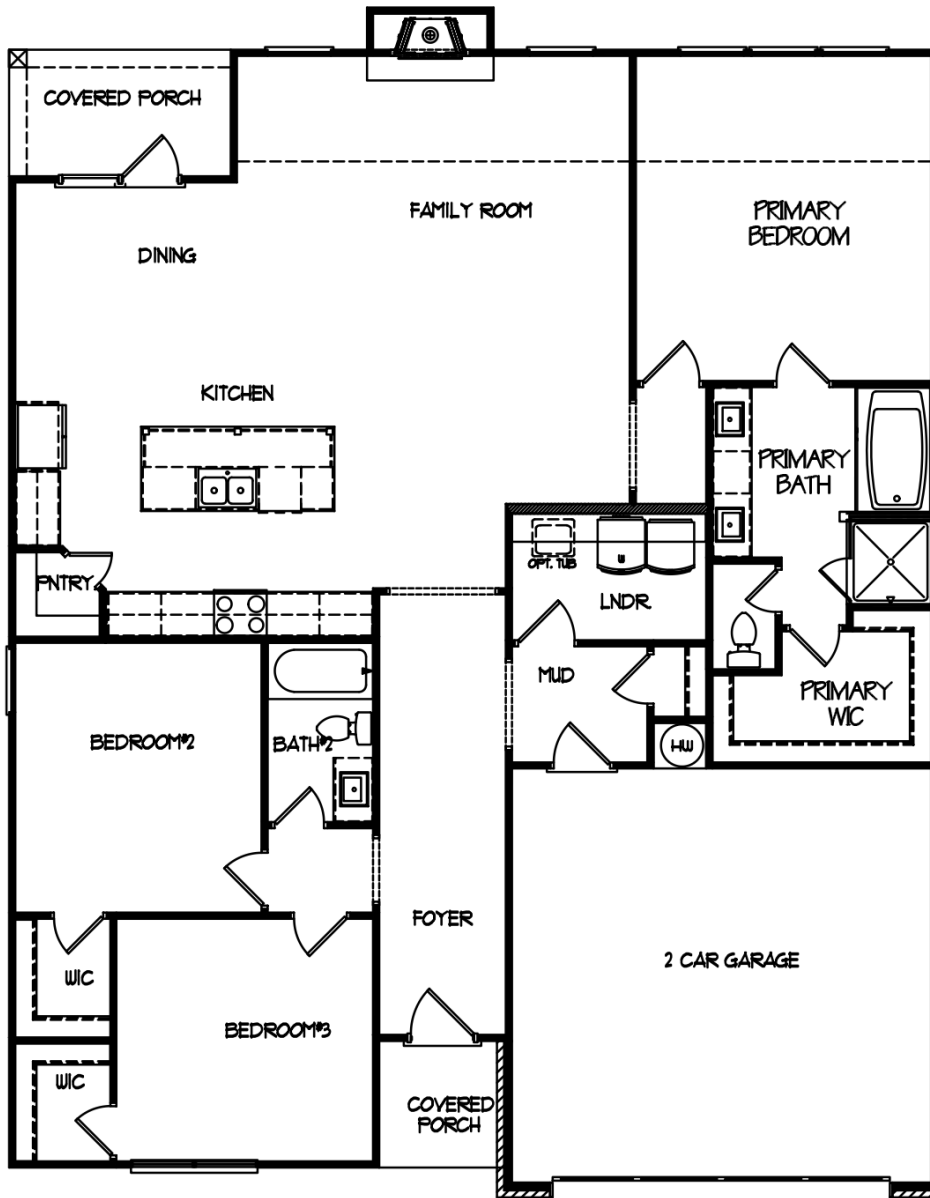 COVERED PORCH
FAMILY ROOM
PRIMARY
BEDROOM
DINING
KITCHEN
PRIMARY
BATH
OPT. TUB
PNTRY
LNDR
MUD
PRIMARY
WIC
BEDROOM#2
BATH#2
HW
FOYER
2 CAR GARAGE
WIC
BEDROOM#3
WIC
COVERED
PORCH